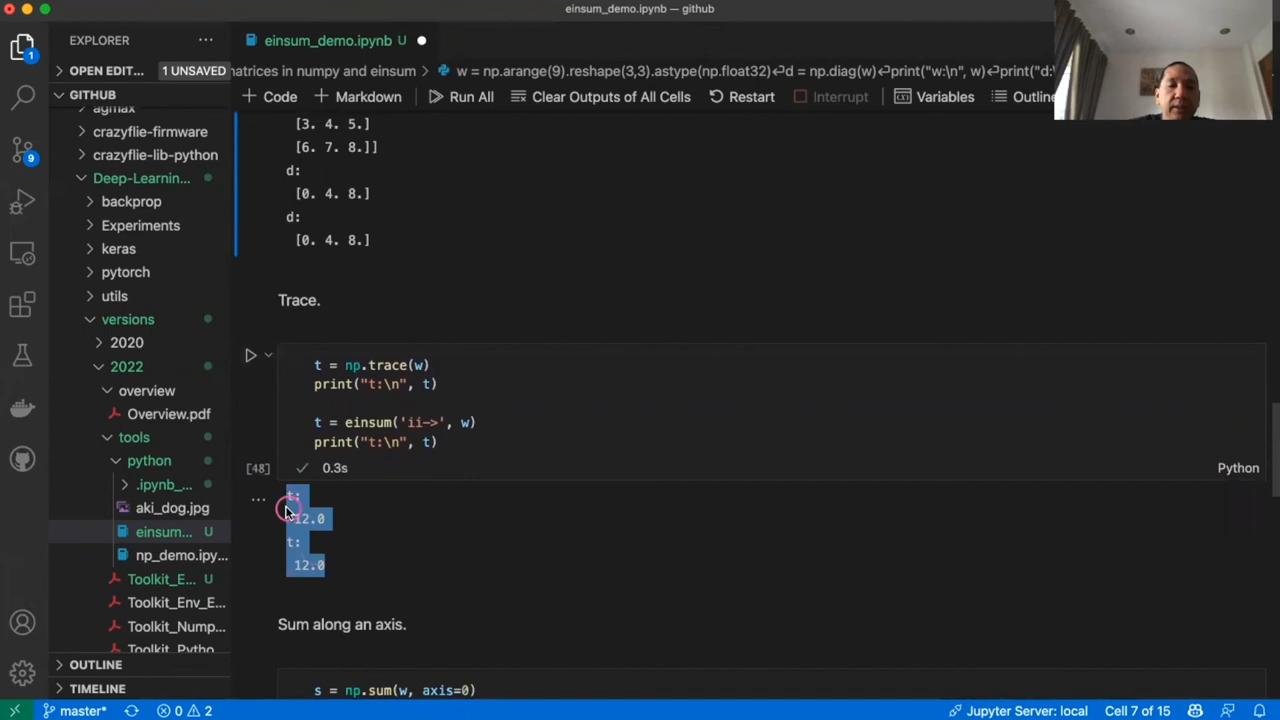 einsum_demo.ipynb — github
EXPLORER
einsum_demo.ipynb U
OPEN EDIT... 1 UNSAVED
matrices in numpy and einsum > w = np.arange(9).reshape(3,3).astype(np.float32)↵d = np.diag(w)↵print("w:\n", w)↵print("d:
GITHUB
+ Code + Markdown Run All Clear Outputs of All Cells Restart Interrupt Variables Outline
agmax
crazyflie-firmware
crazyflie-lib-python
Deep-Learnin...
backprop
Experiments
keras
pytorch
utils
versions
2020
2022
overview
Overview.pdf
tools
python
.ipynb_...
aki_dog.jpg
einsum... U
np_demo.ipy...
Toolkit_E... U
Toolkit_Env_E...
Toolkit_Nump...
Toolkit_Pytho...
OUTLINE
TIMELINE
1
9
[3. 4. 5.]
[6. 7. 8.]]
d:
[0. 4. 8.]
d:
[0. 4. 8.]
Trace.
t = np.trace(w)
print("t:\n", t)
t = einsum('ii->', w)
print("t:\n", t)
[48] 0.3s Python
t:
12.0
t:
12.0
Sum along an axis.
s = np.sum(w, axis=0)
master* 0 2 Jupyter Server: local Cell 7 of 15